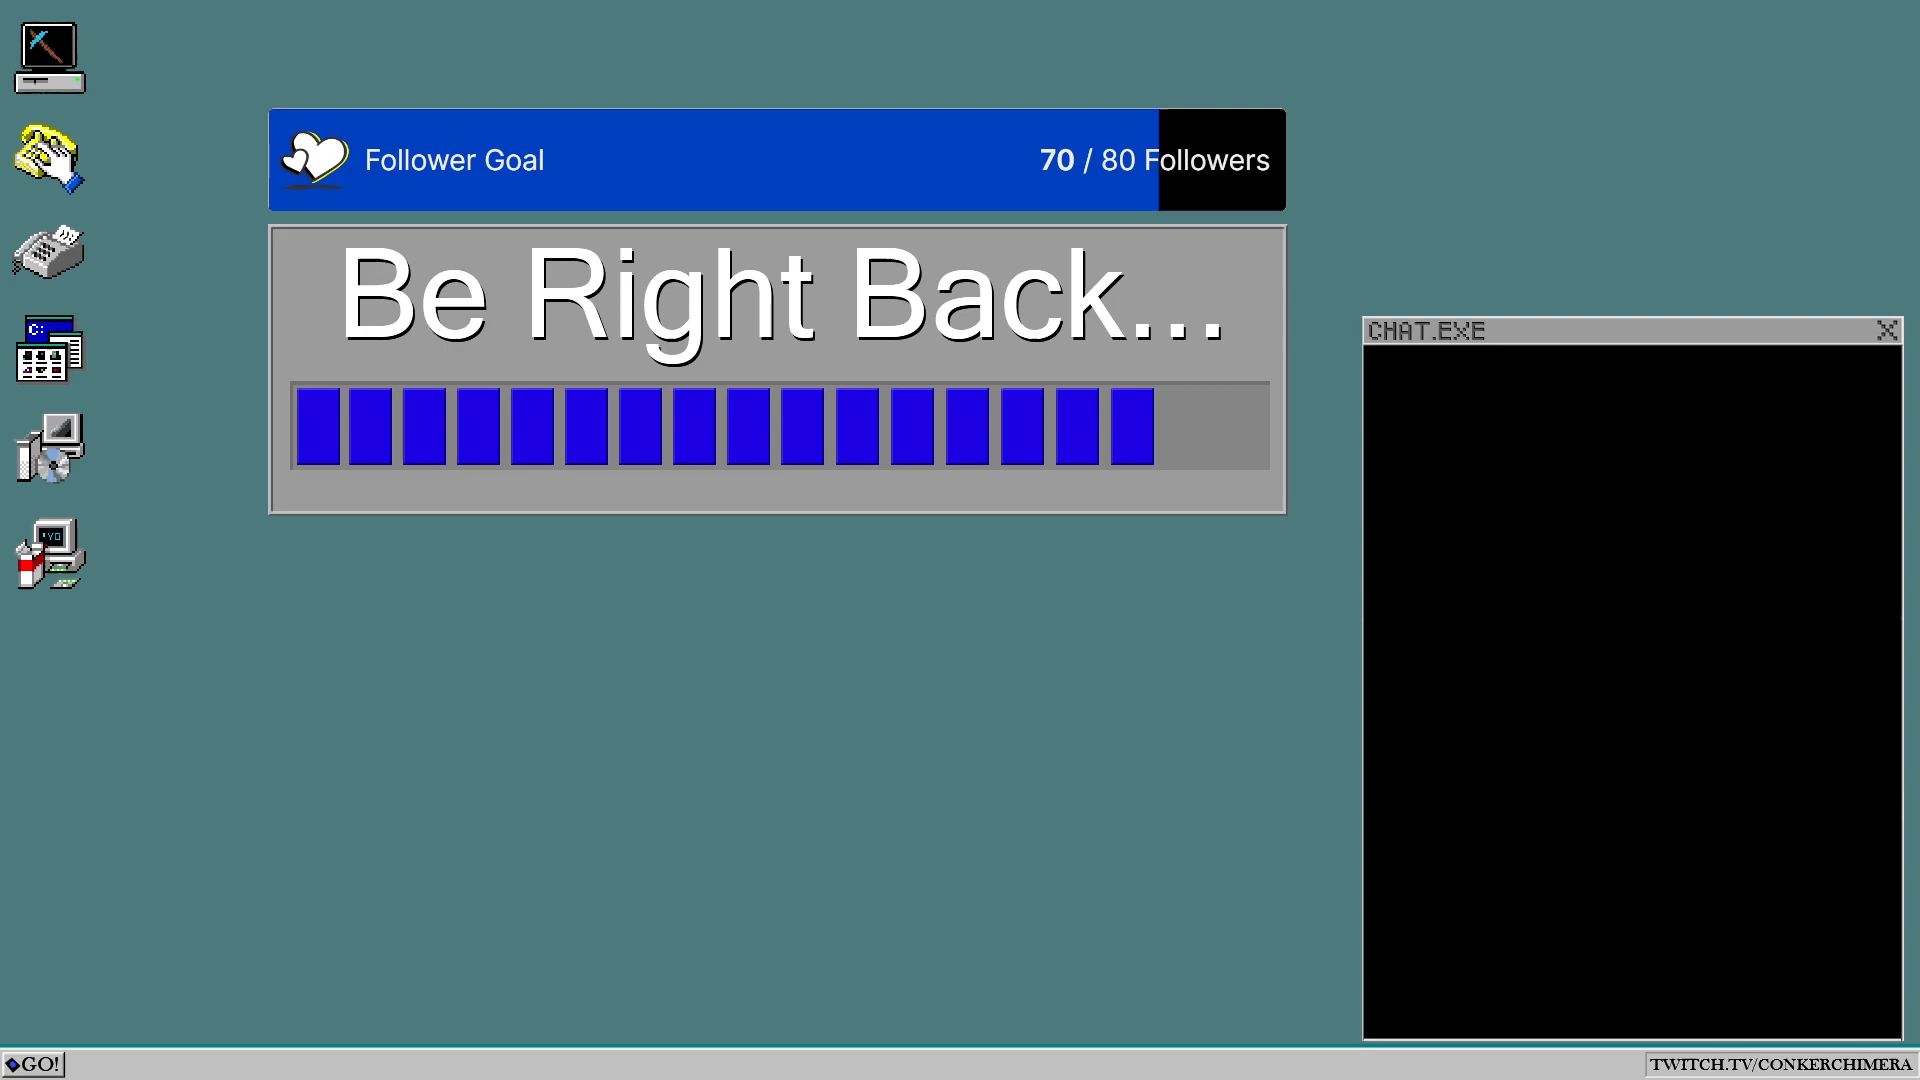 Follower Goal
70 / 80 Followers
Be Right Back...
CHAT.EXE
C:
GO!
TWITCH.TV/CONKERCHIMERA